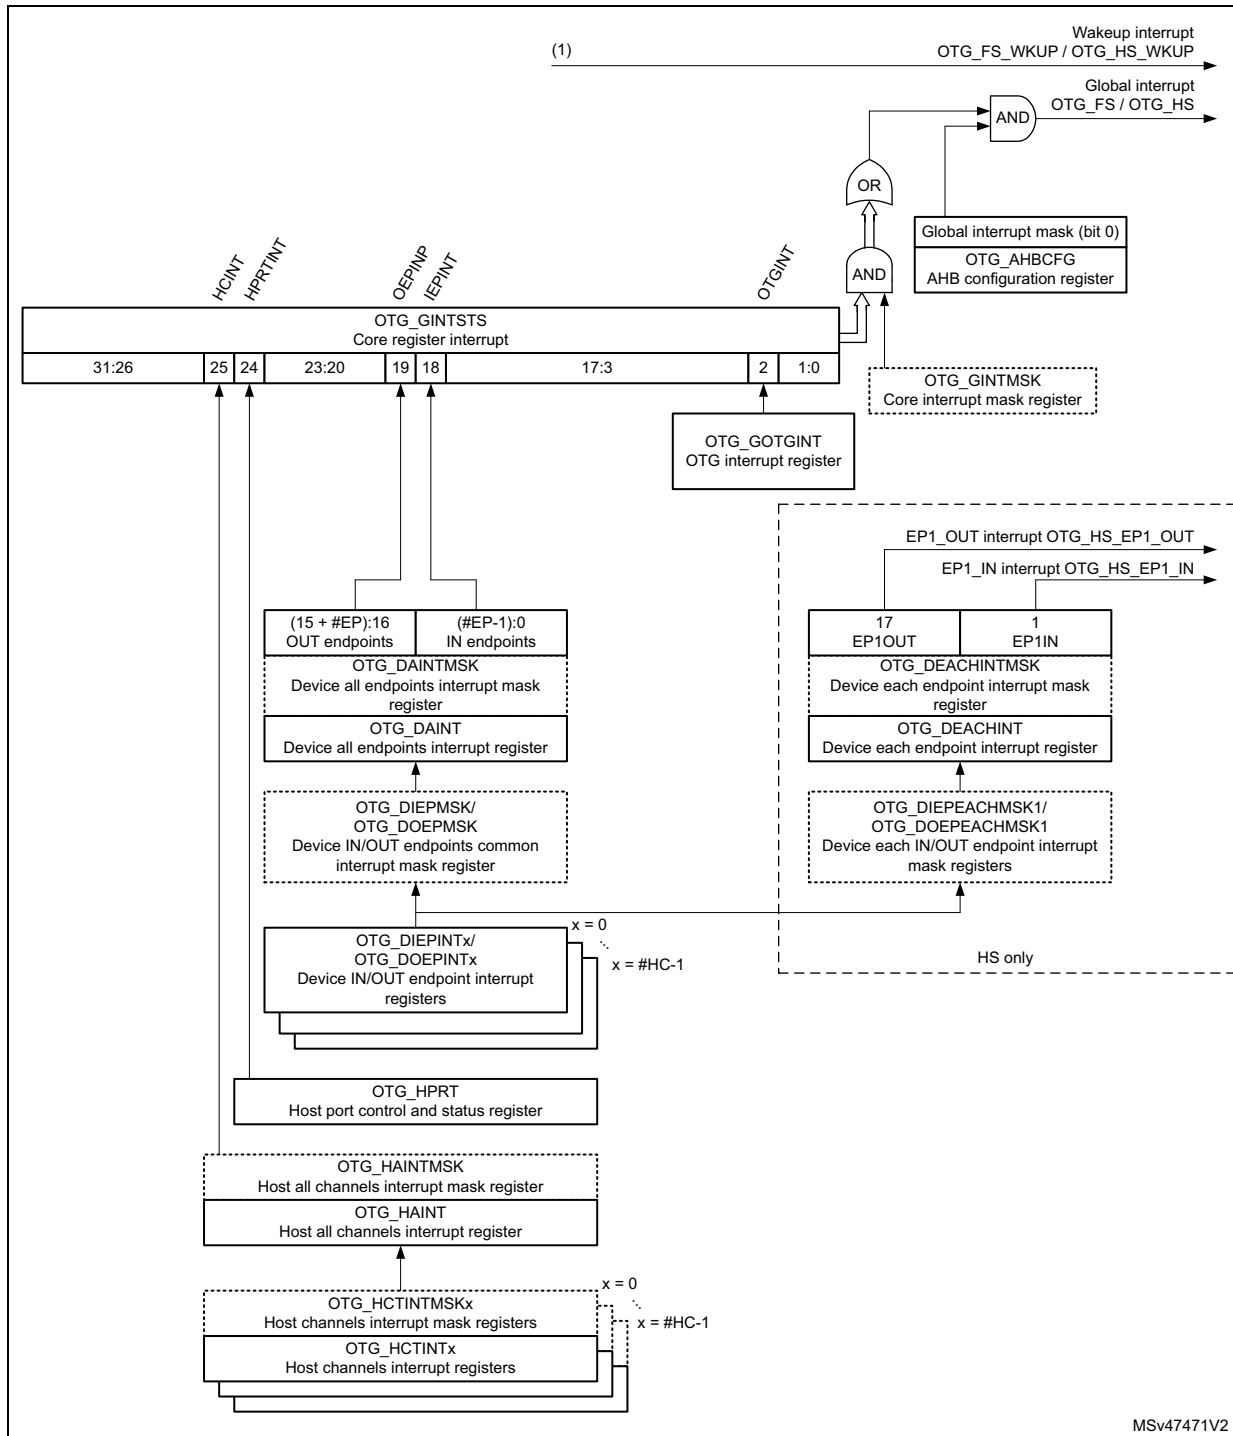 (1)
Wakeup interrupt
OTG_FS_WKUP / OTG_HS_WKUP
Global interrupt
OTG_FS / OTG_HS
AND
OR
AND
Global interrupt mask (bit 0)
OTG_AHBCFG
AHB configuration register
HCINT
HPRTINT
OEPINP
IEPINT
OTGINT
OTG_GINTSTS
Core register interrupt
31:26 25 24 23:20 19 18 17:3 2 1:0
OTG_GINTMSK
Core interrupt mask register
OTG_GOTGINT
OTG interrupt register
EP1_OUT interrupt OTG_HS_EP1_OUT
EP1_IN interrupt OTG_HS_EP1_IN
(15 + #EP):16
OUT endpoints
(#EP-1):0
IN endpoints
OTG_DAINTMSK
Device all endpoints interrupt mask
register
OTG_DAINT
Device all endpoints interrupt register
17
EP1OUT
1
EP1IN
OTG_DEACHINTMSK
Device each endpoint interrupt mask
register
OTG_DEACHINT
Device each endpoint interrupt register
OTG_DIEPMSK/
OTG_DOEPMSK
Device IN/OUT endpoints common
interrupt mask register
OTG_DIEPEACHMSK1/
OTG_DOEPEACHMSK1
Device each IN/OUT endpoint interrupt
mask registers
OTG_DIEPINTx/
OTG_DOEPINTx
Device IN/OUT endpoint interrupt
registers
x = 0
x = #HC-1
HS only
OTG_HPRT
Host port control and status register
OTG_HAINTMSK
Host all channels interrupt mask register
OTG_HAINT
Host all channels interrupt register
OTG_HCTINTMSKx
Host channels interrupt mask registers
OTG_HCTINTx
Host channels interrupt registers
x = 0
x = #HC-1
MSv47471V2